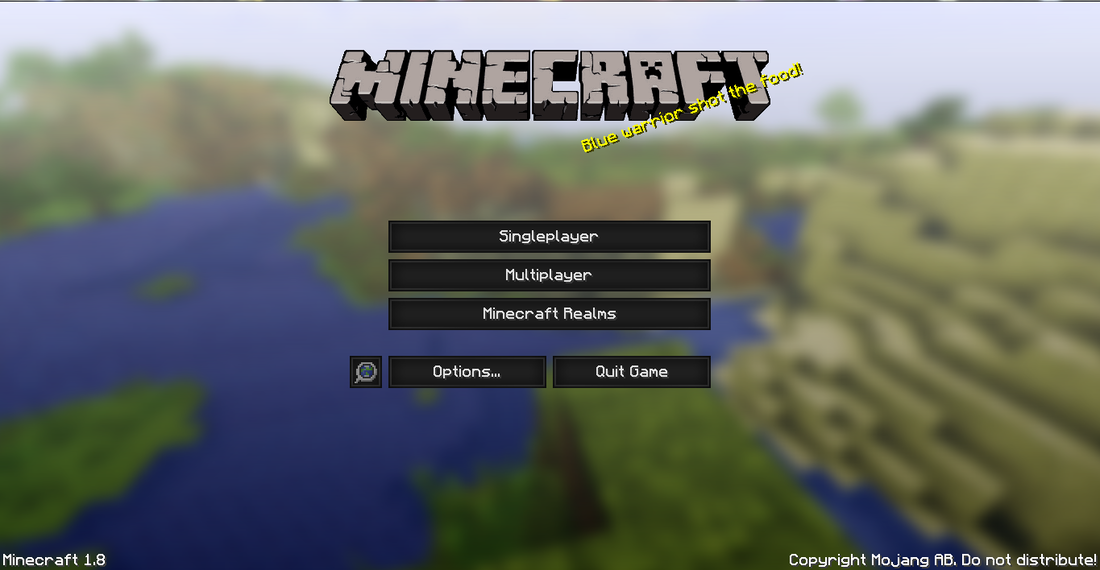 MINECRAFT
Blue warrior shot the food!
Singleplayer
Multiplayer
Minecraft Realms
Options...
Quit Game
Minecraft 1.8
Copyright Mojang AB. Do not distribute!